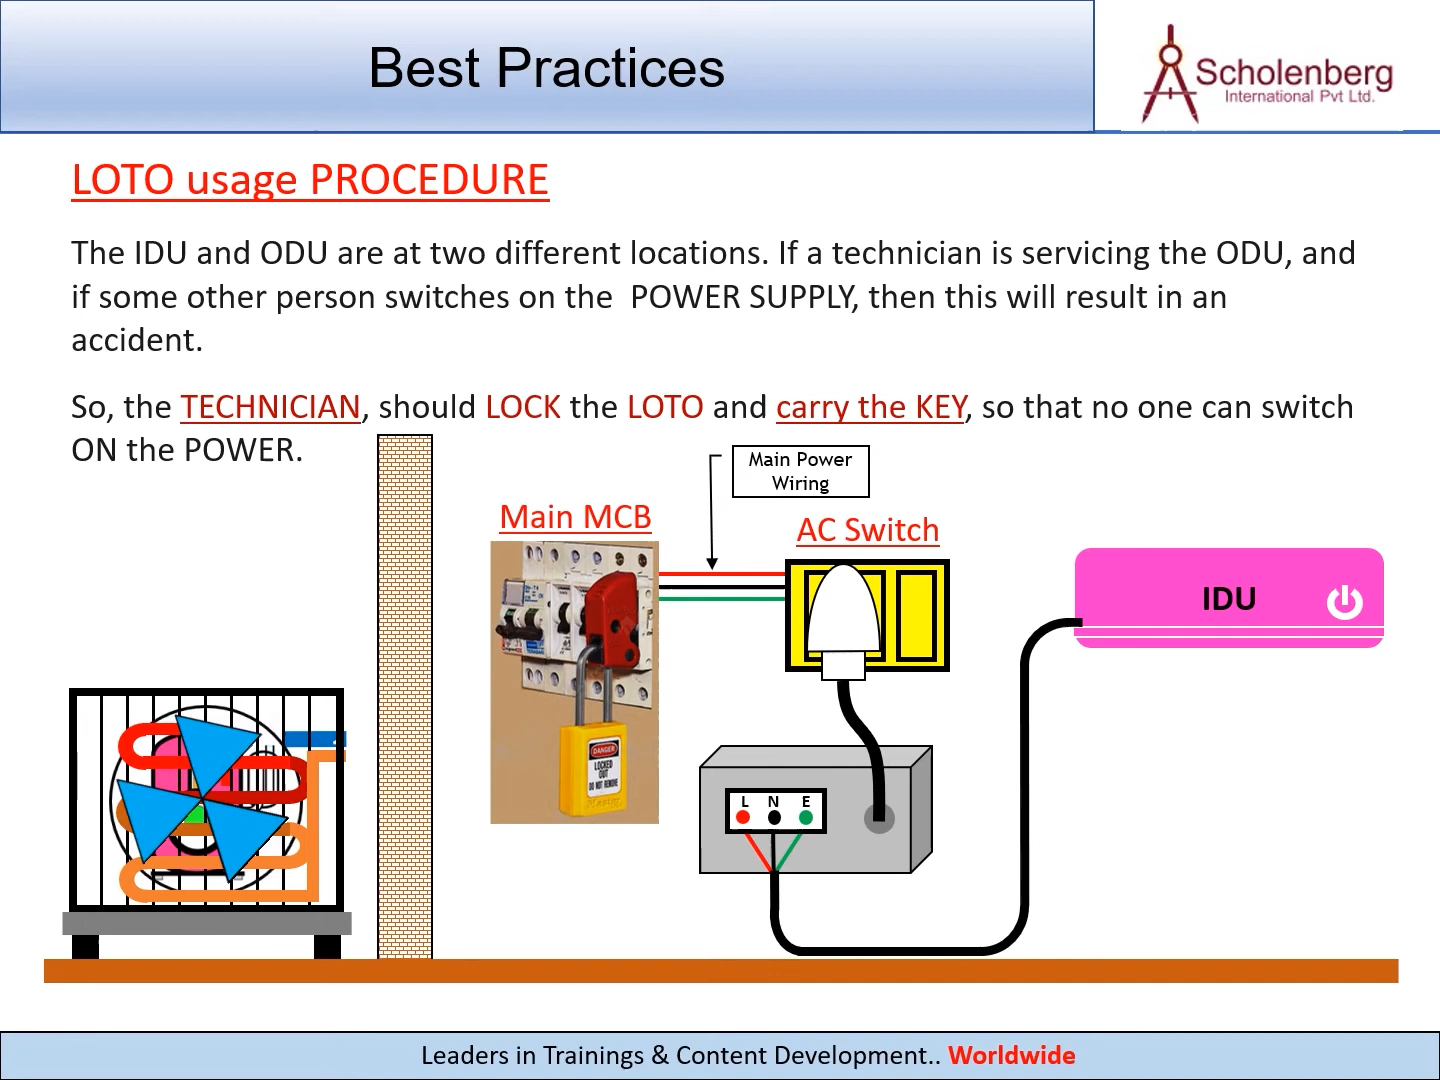 Best Practices
Scholenberg
International Pvt Ltd.
LOTO usage PROCEDURE
The IDU and ODU are at two different locations. If a technician is servicing the ODU, and
if some other person switches on the  POWER SUPPLY, then this will result in an
accident.
So, the TECHNICIAN, should LOCK the LOTO and carry the KEY, so that no one can switch
ON the POWER.
Main Power
Wiring
Main MCB
AC Switch
IDU
DANGER
LOCKED
OUT
DO NOT REMOVE
L N E
Leaders in Trainings & Content Development.. Worldwide